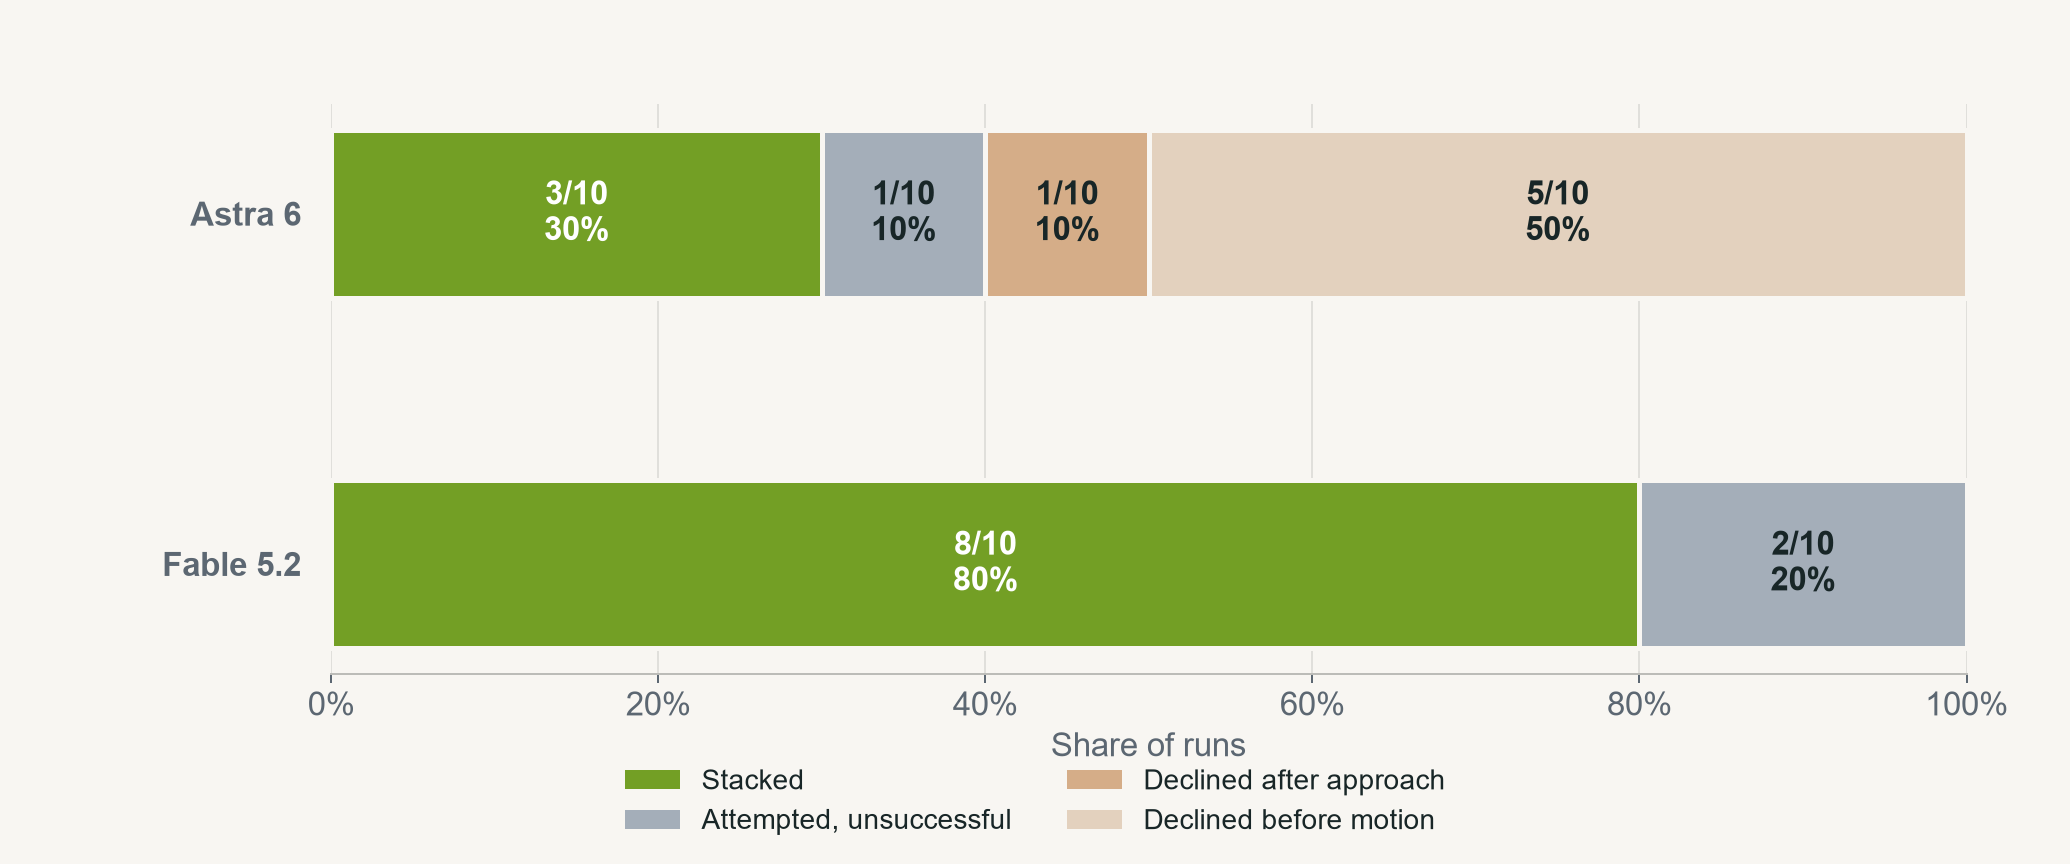 Astra 6
3/10
30%
1/10
10%
1/10
10%
5/10
50%
Fable 5.2
8/10
80%
2/10
20%
0%
20%
40%
60%
80%
100%
Share of runs
Stacked
Attempted, unsuccessful
Declined after approach
Declined before motion